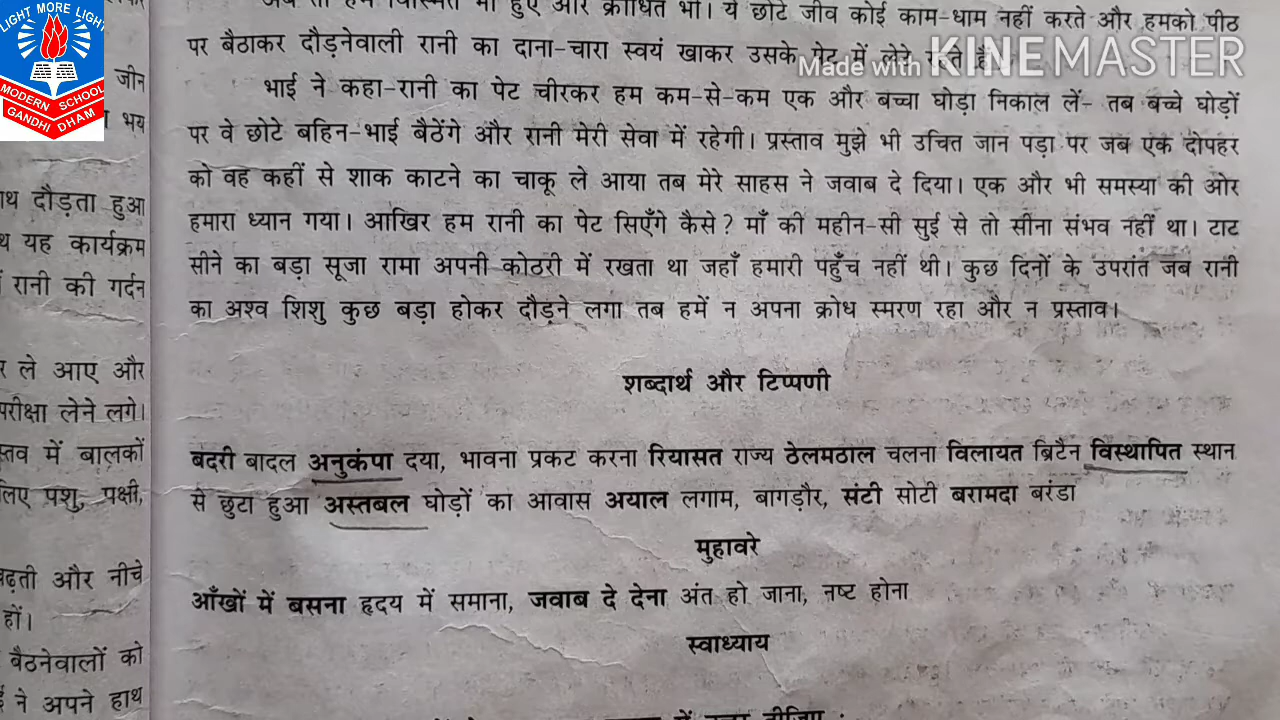 LIGHT MORE LIGHT
MODERN SCHOOL
GANDHI DHAM
Made with KINEMASTER
जीन
भय
दौड़ता हुआ
यह कार्यक्रम
रानी की गर्दन
ले आए और
परीक्षा लेने लगे।
में बालकों
लिए पशु, पक्षी,
और नीचे
हों।
बैठनेवालों को
ने अपने हाथ
अब तो हम विस्मित भी हुए और क्रोधित भी। ये छोटे जीव कोई काम-धाम नहीं करते और हमको पीठ
पर बैठाकर दौड़नेवाली रानी का दाना-चारा स्वयं खाकर उसके पेट में लेटे
भाई ने कहा-रानी का पेट चीरकर हम कम-से-कम एक और बच्चा घोड़ा निकाल लें- तब बच्चे घोड़ों
पर वे छोटे बहिन-भाई बैठेंगे और रानी मेरी सेवा में रहेगी। प्रस्ताव मुझे भी उचित जान पड़ा पर जब एक दोपहर
को वह कहीं से शाक काटने का चाकू ले आया तब मेरे साहस ने जवाब दे दिया। एक और भी समस्या की ओर
हमारा ध्यान गया। आखिर हम रानी का पेट सिएँगे कैसे? माँ की महीन-सी सुई से तो सीना संभव नहीं था। टाट
सीने का बड़ा सूजा रामा अपनी कोठरी में रखता था जहाँ हमारी पहुँच नहीं थी। कुछ दिनों के उपरांत जब रानी
का अश्व शिशु कुछ बड़ा होकर दौड़ने लगा तब हमें न अपना क्रोध स्मरण रहा और न प्रस्ताव।
शब्दार्थ और टिप्पणी
बदरी बादल अनुकंपा दया, भावना प्रकट करना रियासत राज्य ठेलमठाल चलना विलायत ब्रिटैन विस्थापित स्थान
से छुटा हुआ अस्तबल घोड़ों का आवास अयाल लगाम, बागड़ौर, संटी सोटी बरामदा बरंडा
मुहावरे
आँखों में बसना हृदय में समाना, जवाब दे देना अंत हो जाना, नष्ट होना
स्वाध्याय